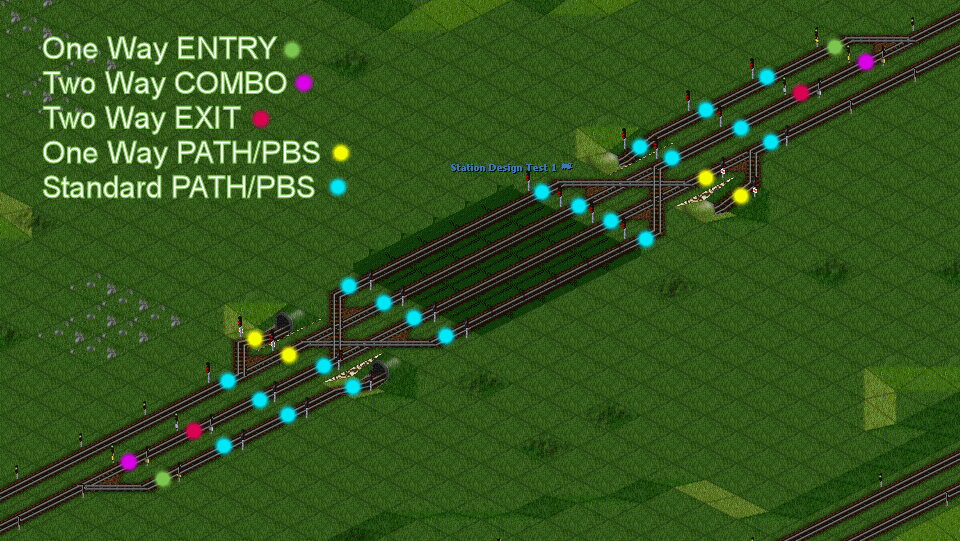 One Way ENTRY
Two Way COMBO
Two Way EXIT
One Way PATH/PBS
Standard PATH/PBS
Station Design Test 1